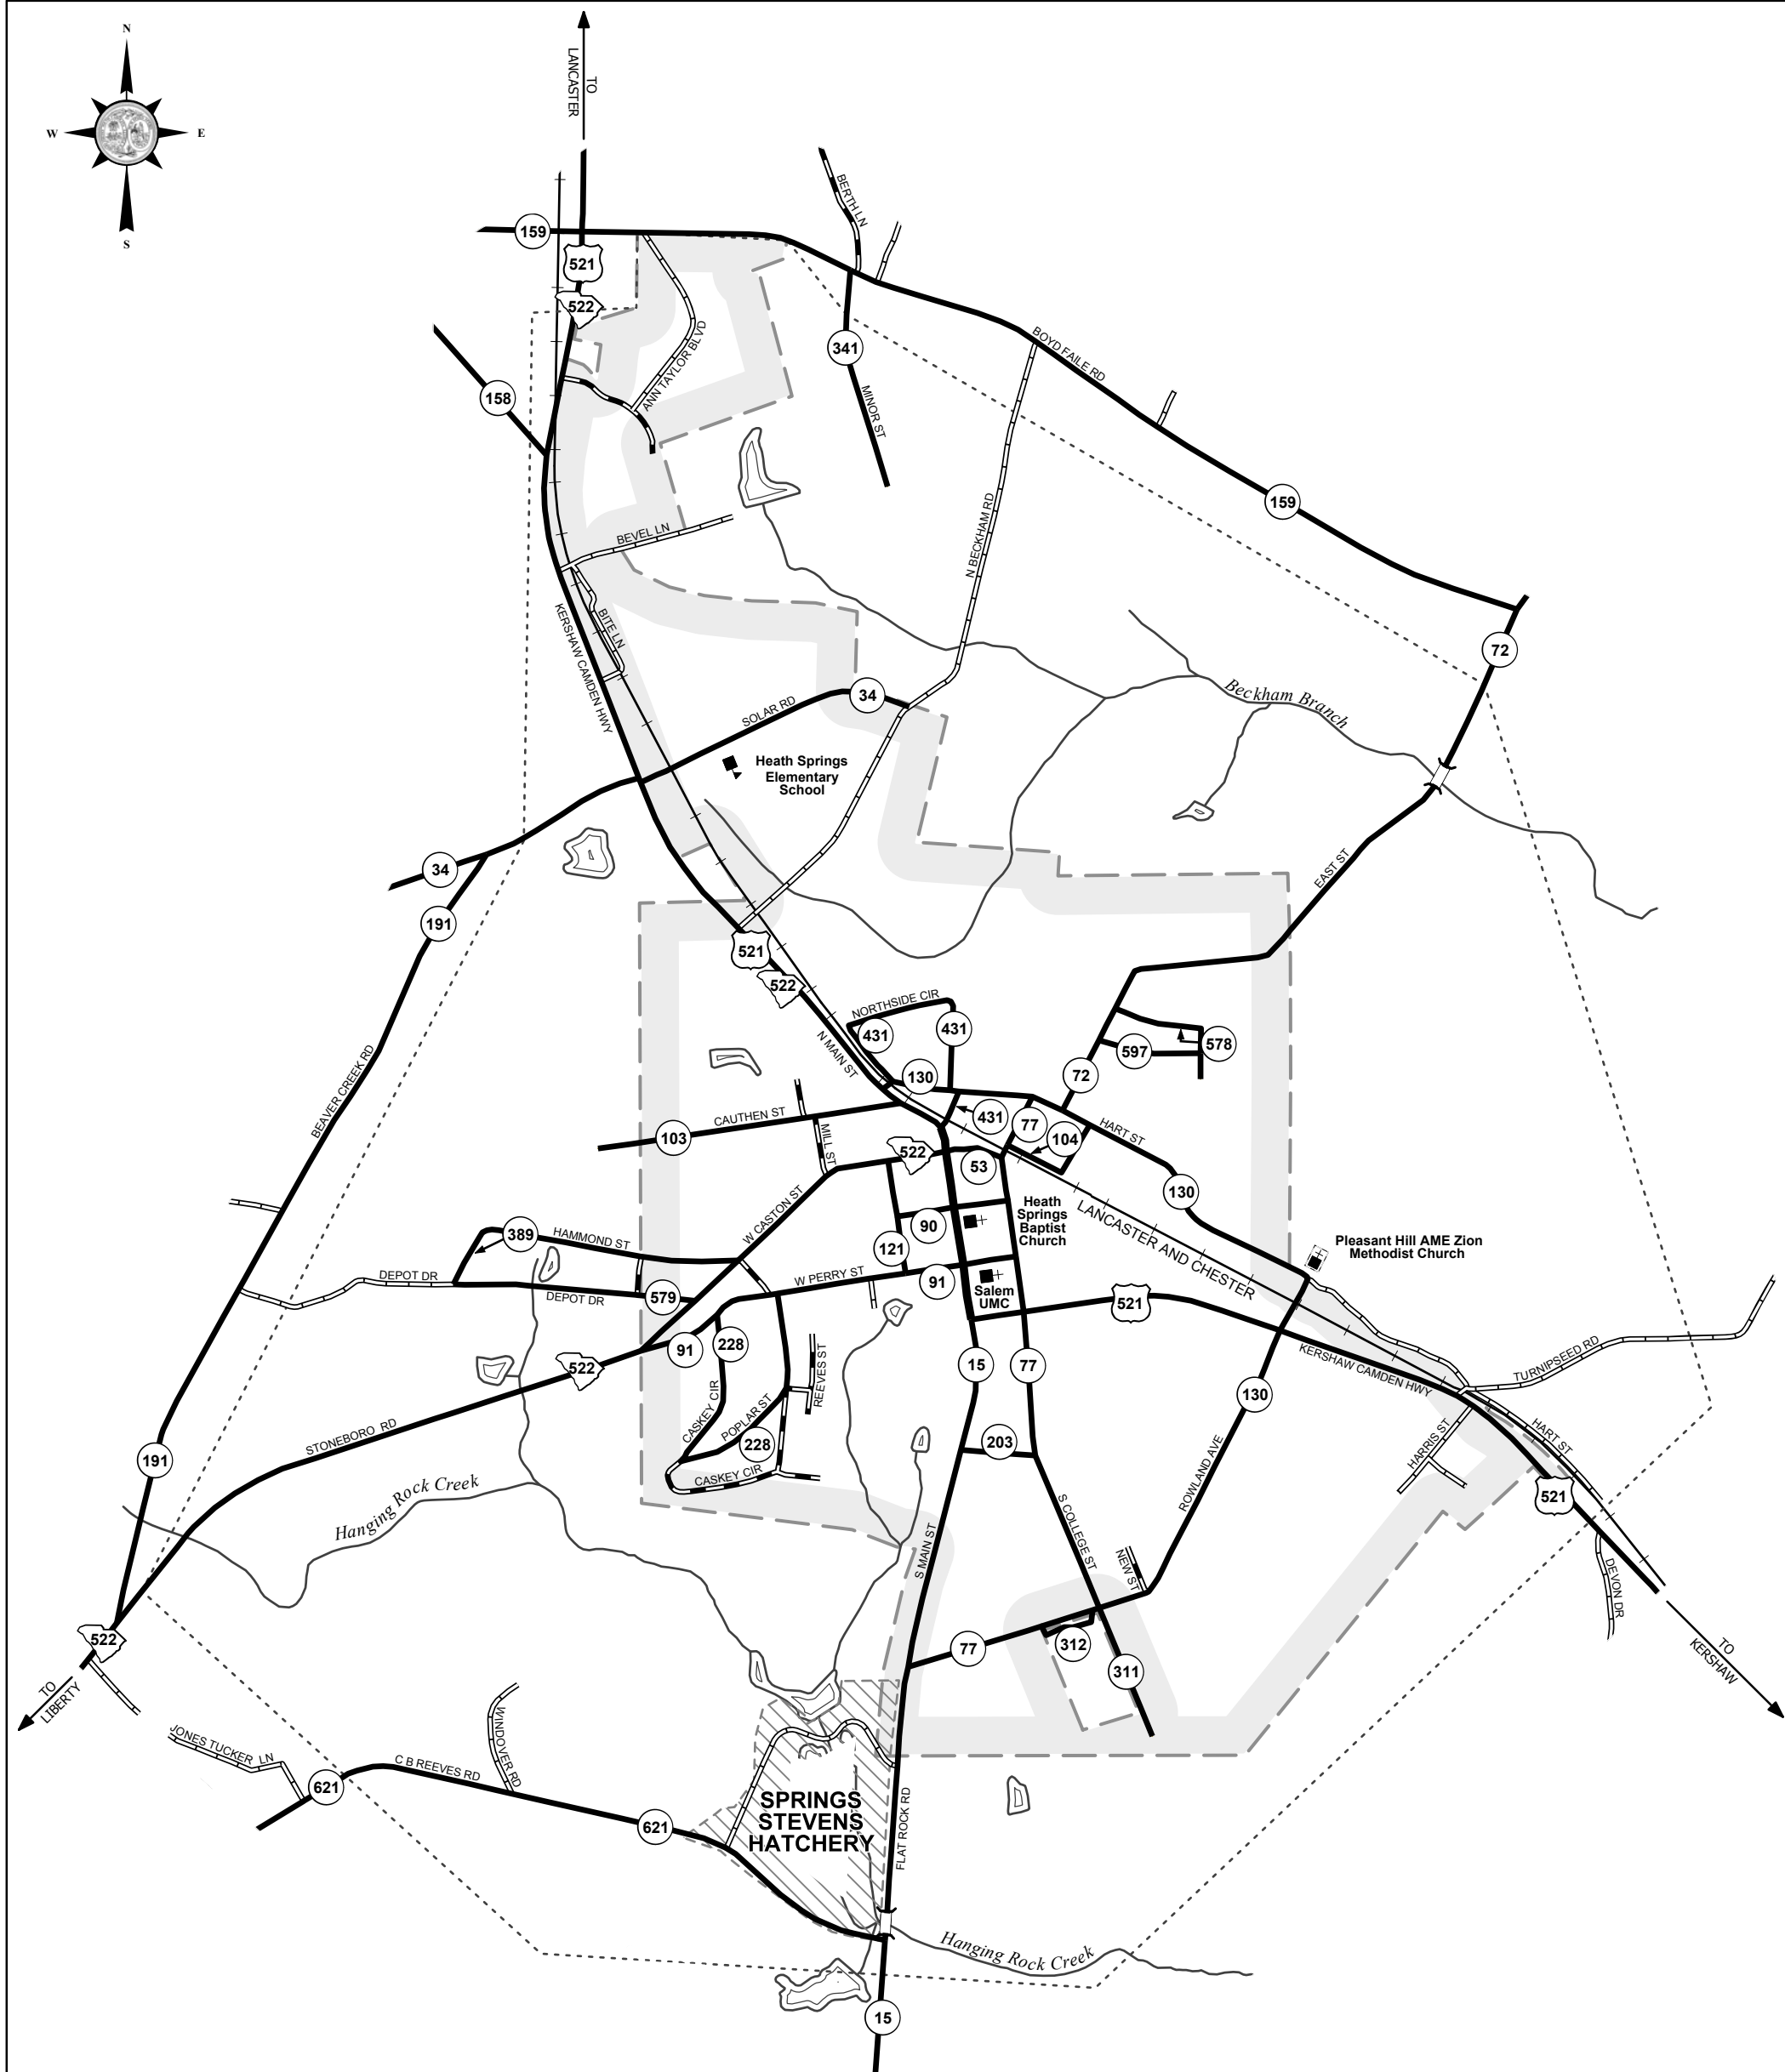 N
W
E
S
TO
LANCASTER
BERTH LN
159
521
522
341
ANN TAYLOR BLVD
BOYD FAILE RD
158
MINOR ST
159
BEVEL LN
N BECKHAM RD
BITE LN
KERSHAW CAMDEN HWY
72
34
SOLAR RD
Beckham Branch
Heath Springs
Elementary
School
34
EAST ST
191
521
522
NORTHSIDE CIR
431
431
N MAIN ST
597
578
BEAVER CREEK RD
130
72
431
77
104
HART ST
CAUTHEN ST
103
MILL ST
522
53
130
W CASTON ST
Heath
Springs
Baptist
Church
LANCASTER AND CHESTER
90
389
HAMMOND ST
121
Pleasant Hill AME Zion
Methodist Church
DEPOT DR
W PERRY ST
91
DEPOT DR
579
Salem
UMC
521
91
228
REEVES ST
15
77
KERSHAW CAMDEN HWY
TURNIPSEED RD
522
CASKEY CIR
POPLAR ST
130
STONEBORO RD
228
203
HARRIS ST
HART ST
191
CASKEY CIR
ROWLAND AVE
521
Hanging Rock Creek
S MAIN ST
S COLLEGE ST
NEW ST
DEVON DR
522
77
312
311
TO
LIBERTY
TO
KERSHAW
JONES TUCKER LN
WINDOVER RD
C B REEVES RD
621
621
SPRINGS
STEVENS
HATCHERY
FLAT ROCK RD
Hanging Rock Creek
15